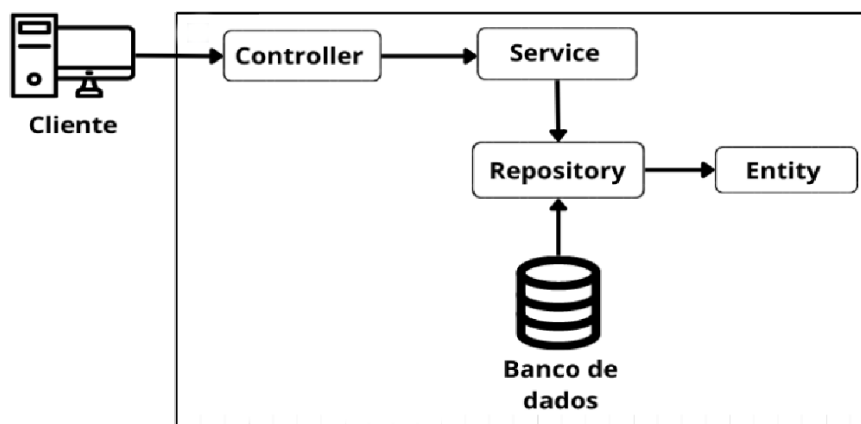 Controller
Service
Cliente
Repository
Entity
Banco de
dados